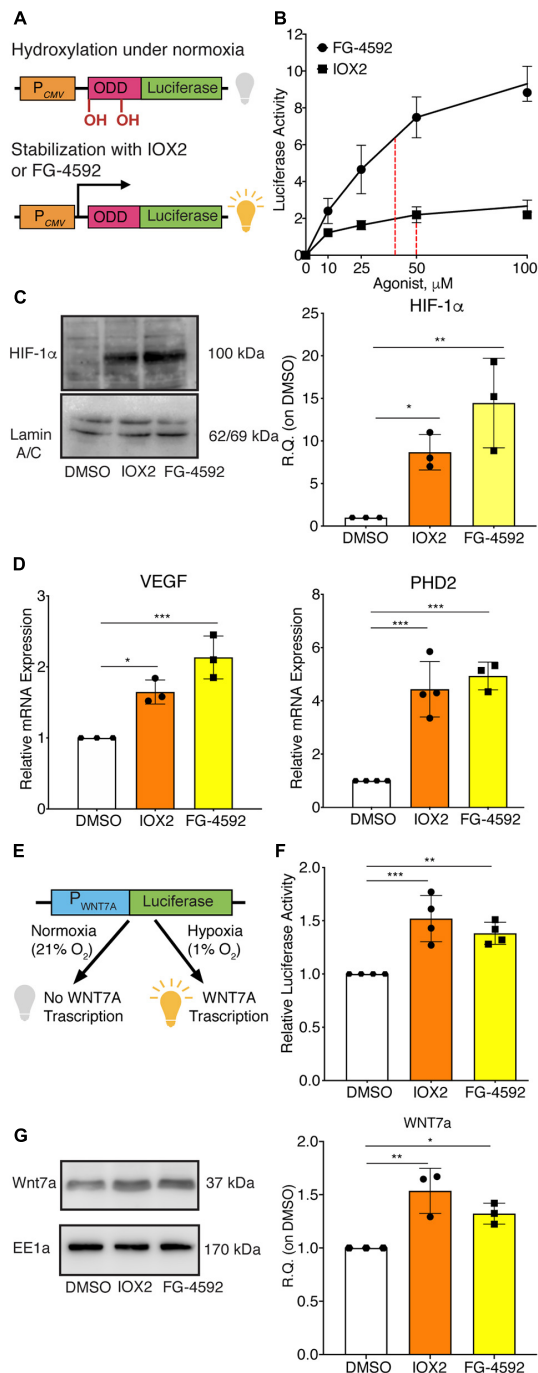 A
Hydroxylation under normoxia
P CMV ODD Luciferase
OH OH
Stabilization with IOX2
or FG-4592
P CMV ODD Luciferase
B
FG-4592
IOX2
Luciferase Activity
12
10
8
6
4
2
0
0 10 25 50 100
Agonist, μM
C
HIF-1α 100 kDa
Lamin
A/C
62/69 kDa
DMSO IOX2 FG-4592
HIF-1α
R.Q. (on DMSO)
25
20
15
10
5
0
*
**
DMSO IOX2 FG-4592
D
VEGF
Relative mRNA Expression
3
2
1
0
***
*
DMSO IOX2 FG-4592
PHD2
Relative mRNA Expression
8
6
4
2
0
***
***
DMSO IOX2 FG-4592
E
P WNT7A Luciferase
Normoxia
(21% O2)
Hypoxia
(1% O2)
No WNT7A
Trascription
WNT7A
Trascription
F
Relative Luciferase Activity
2.0
1.5
1.0
0.5
0.0
**
***
DMSO IOX2 FG-4592
G
Wnt7a 37 kDa
EE1a 170 kDa
DMSO IOX2 FG-4592
WNT7a
R.Q. (on DMSO)
2.0
1.5
1.0
0.5
0.0
*
**
DMSO IOX2 FG-4592